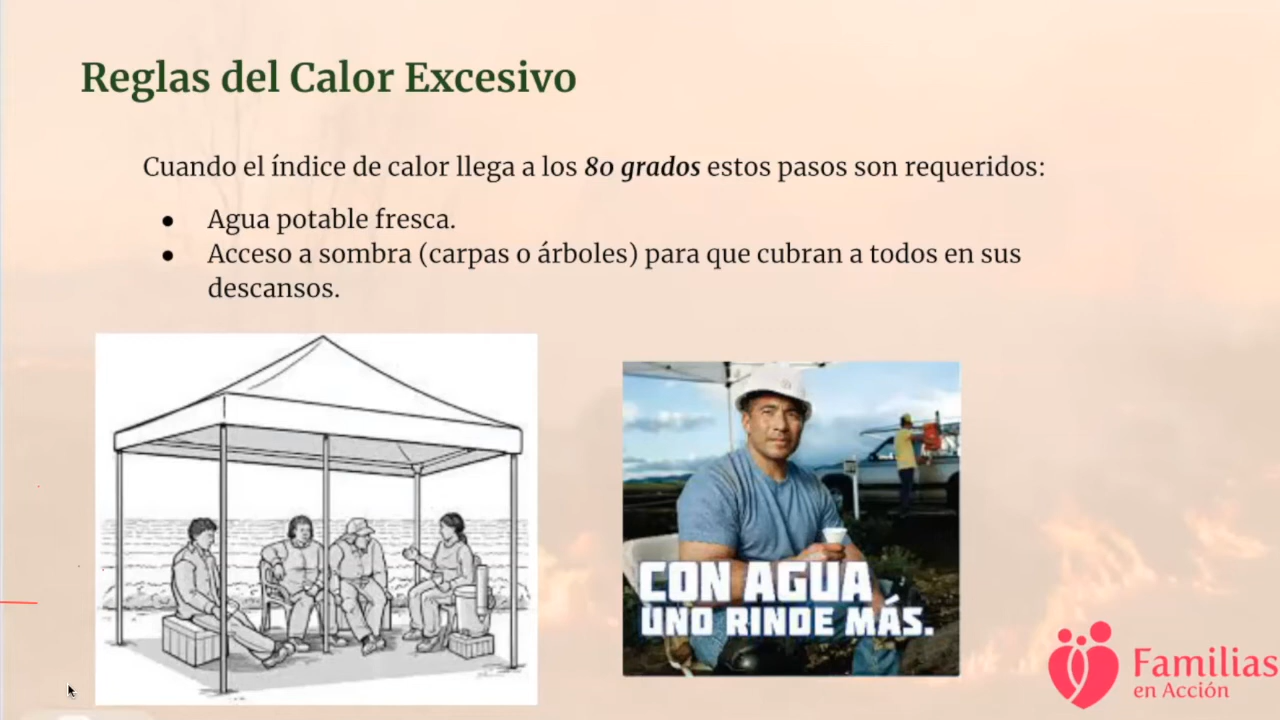 Reglas del Calor Excesivo
Cuando el índice de calor llega a los 80 grados estos pasos son requeridos:
● Agua potable fresca.
● Acceso a sombra (carpas o árboles) para que cubran a todos en sus
descansos.
CON AGUA
UNO RINDE MÁS.
Familias
en Acción